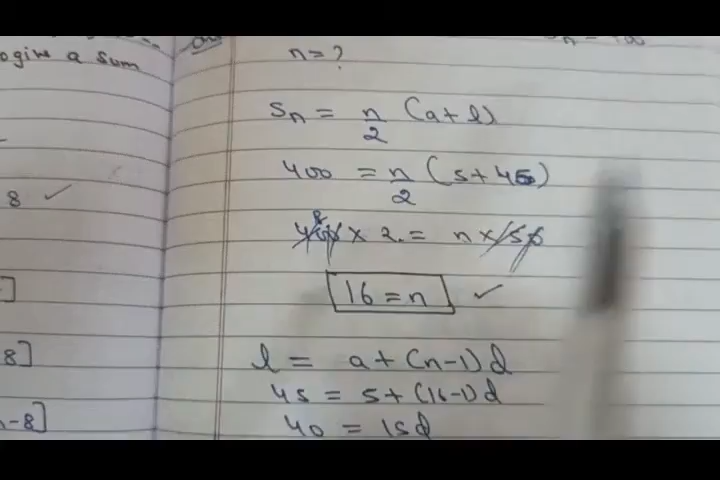 ogive a sum
n = ?
Sn = n/2 (a + l)
400 = n/2 (5 + 45)
8 ✓
400 8 × 2 = n × 50
16 = n ✓
]
l = a + (n-1) d
8]
45 = 5 + (16-1) d
n-8]
40 = 15d